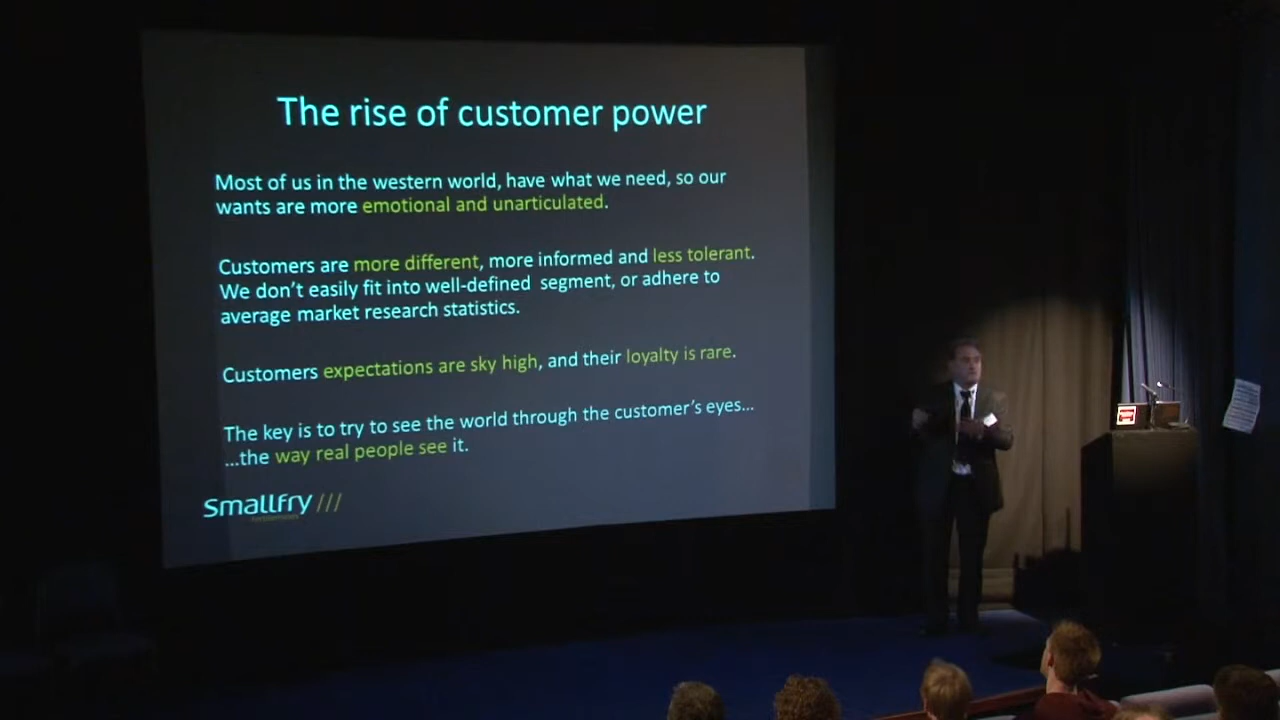 The rise of customer power
Most of us in the western world, have what we need, so our
wants are more emotional and unarticulated.
Customers are more different, more informed and less tolerant.
We don't easily fit into well-defined segment, or adhere to
average market research statistics.
Customers expectations are sky high, and their loyalty is rare.
The key is to try to see the world through the customer's eyes...
...the way real people see it.
smallfry///